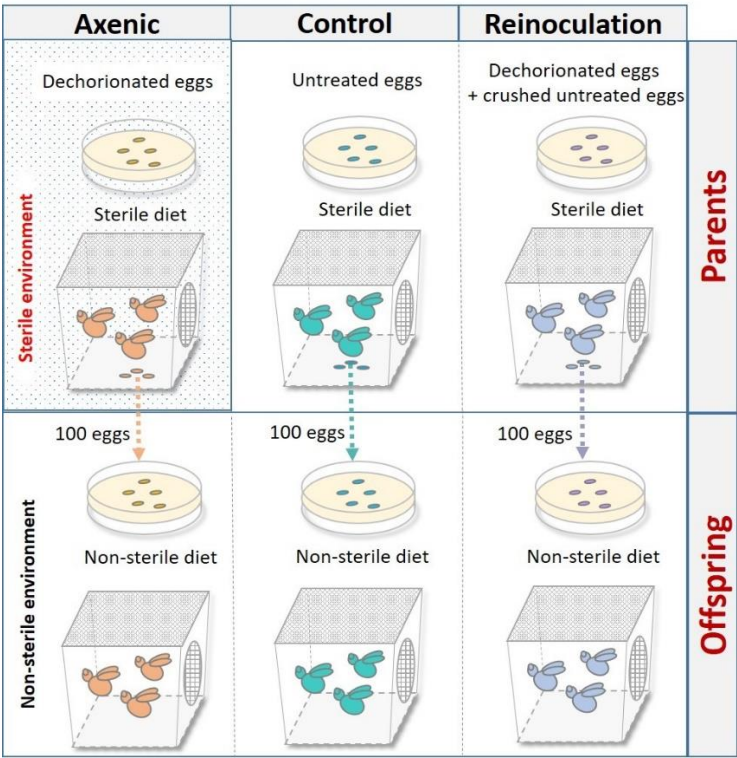 Axenic
Control
Reinoculation
Dechorionated eggs
Untreated eggs
Dechorionated eggs
+ crushed untreated eggs
Sterile diet
Sterile diet
Sterile diet
Sterile environment
Parents
100 eggs
100 eggs
100 eggs
Non-sterile diet
Non-sterile diet
Non-sterile diet
Non-sterile environment
Offspring